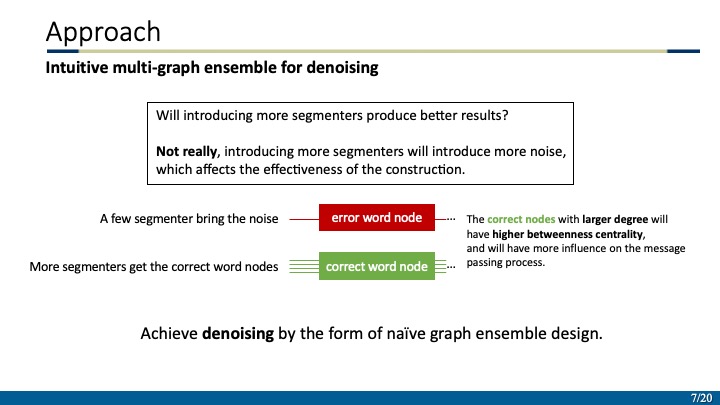 Approach
Intuitive multi-graph ensemble for denoising
Will introducing more segmenters produce better results?
Not really, introducing more segmenters will introduce more noise,
which affects the effectiveness of the construction.
A few segmenter bring the noise
error word node
...
The correct nodes with larger degree will
have higher betweenness centrality,
and will have more influence on the message
passing process.
More segmenters get the correct word nodes
correct word node
...
Achieve denoising by the form of naïve graph ensemble design.
7/20